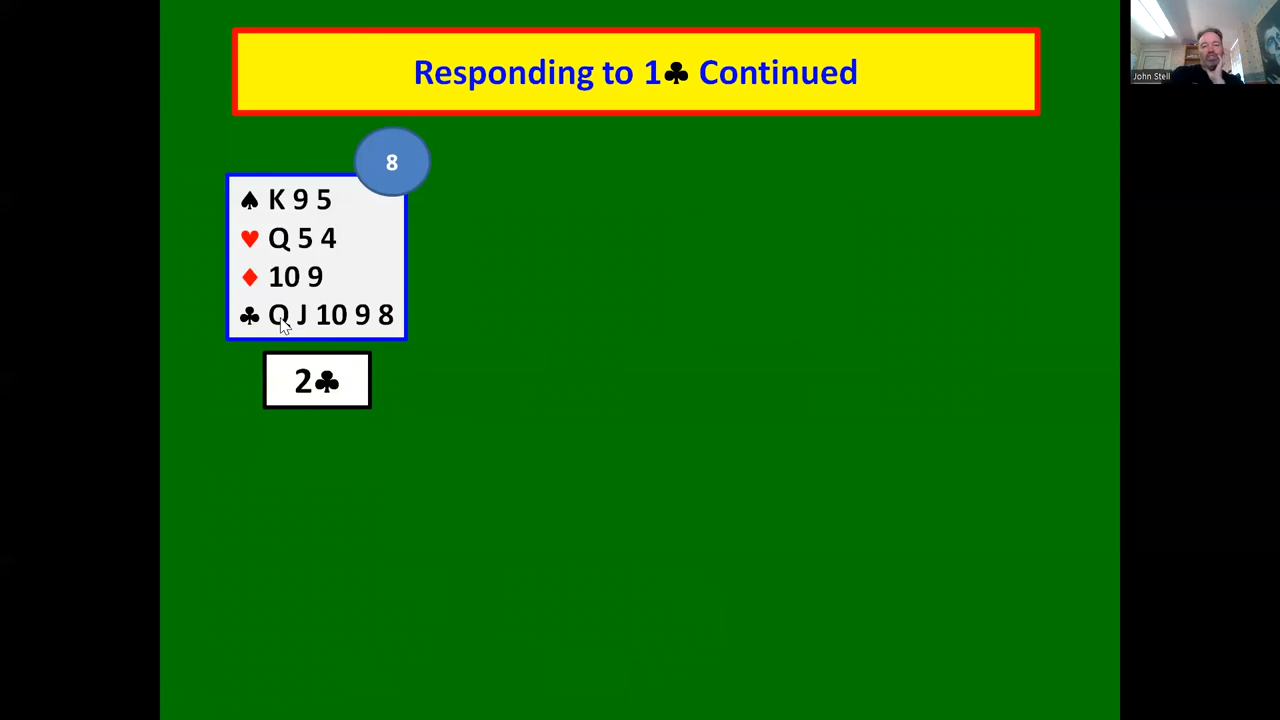 Responding to 1♣ Continued
John Stell
8
♠ K 9 5
♥ Q 5 4
♦ 10 9
♣ Q J 10 9 8
2♣